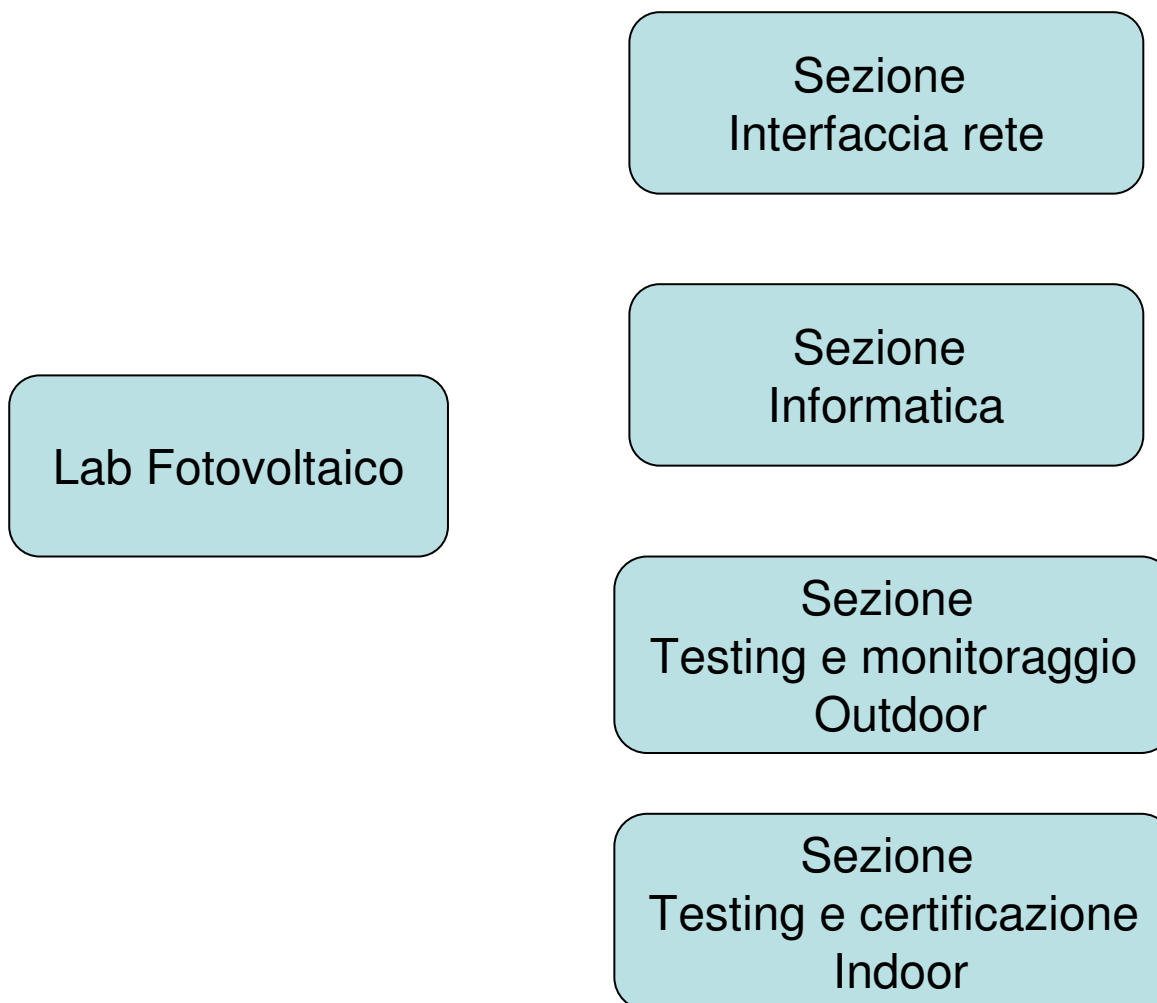 Lab Fotovoltaico
Sezione
Interfaccia rete
Sezione
Informatica
Sezione
Testing e monitoraggio
Outdoor
Sezione
Testing e certificazione
Indoor